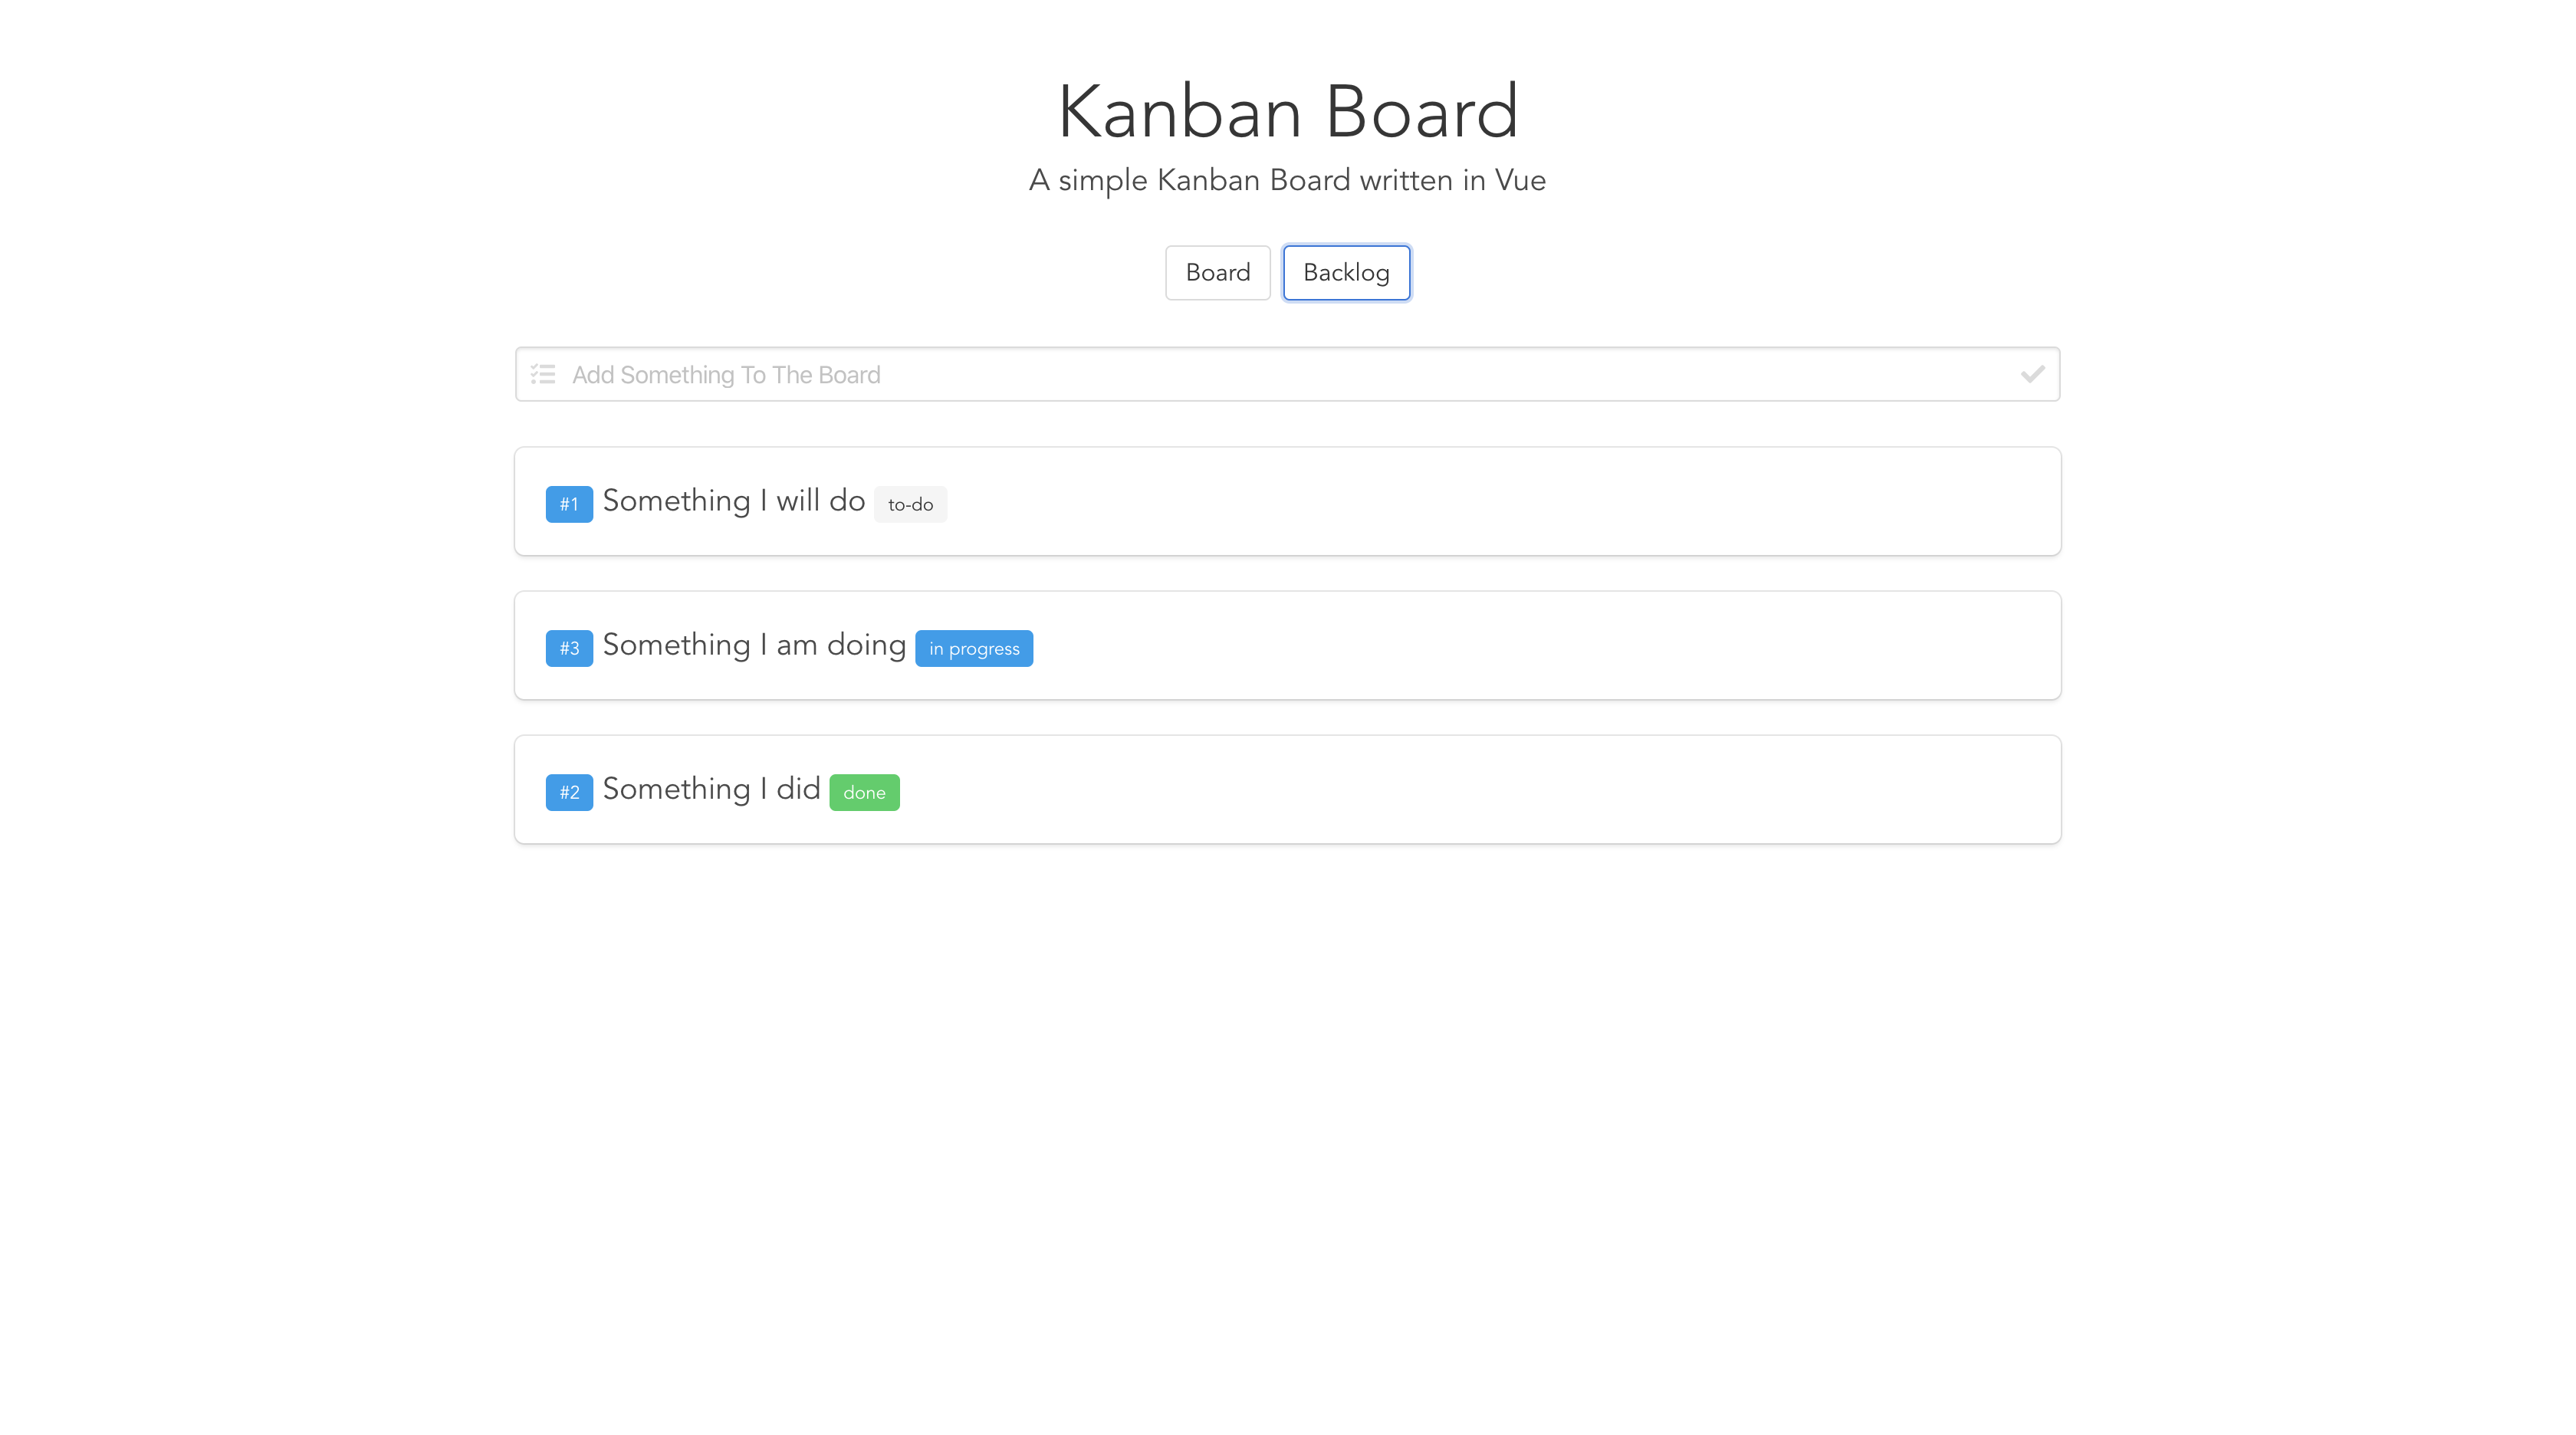 Kanban Board
A simple Kanban Board written in Vue
Board Backlog
Add Something To The Board
#1 Something I will do to-do
#3 Something I am doing in progress
#2 Something I did done